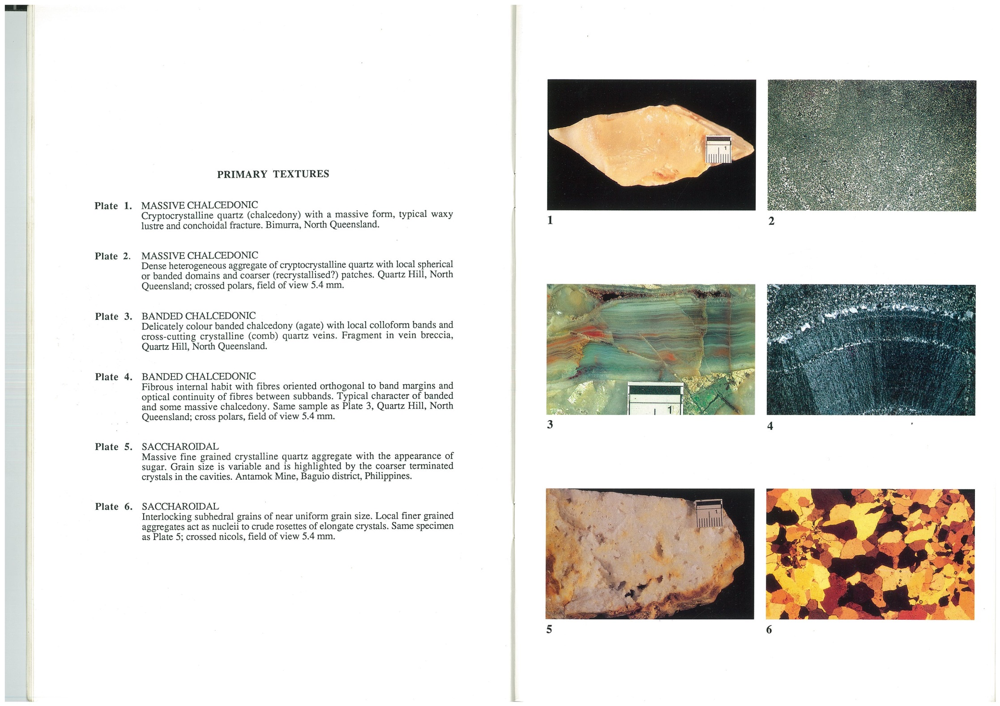 PRIMARY TEXTURES
Plate 1. MASSIVE CHALCEDONIC
Cryptocrystalline quartz (chalcedony) with a massive form, typical waxy
lustre and conchoidal fracture. Bimurra, North Queensland.
Plate 2. MASSIVE CHALCEDONIC
Dense heterogeneous aggregate of cryptocrystalline quartz with local spherical
or banded domains and coarser (recrystallised?) patches. Quartz Hill, North
Queensland; crossed polars, field of view 5.4 mm.
Plate 3. BANDED CHALCEDONIC
Delicately colour banded chalcedony (agate) with local colloform bands and
cross-cutting crystalline (comb) quartz veins. Fragment in vein breccia,
Quartz Hill, North Queensland.
Plate 4. BANDED CHALCEDONIC
Fibrous internal habit with fibres oriented orthogonal to band margins and
optical continuity of fibres between subbands. Typical character of banded
and some massive chalcedony. Same sample as Plate 3, Quartz Hill, North
Queensland; cross polars, field of view 5.4 mm.
Plate 5. SACCHAROIDAL
Massive fine grained crystalline quartz aggregate with the appearance of
sugar. Grain size is variable and is highlighted by the coarser terminated
crystals in the cavities. Antamok Mine, Baguio district, Philippines.
Plate 6. SACCHAROIDAL
Interlocking subhedral grains of near uniform grain size. Local finer grained
aggregates act as nucleii to crude rosettes of elongate crystals. Same specimen
as Plate 5; crossed nicols, field of view 5.4 mm.
1
1
2
1
3
4
1
5
6